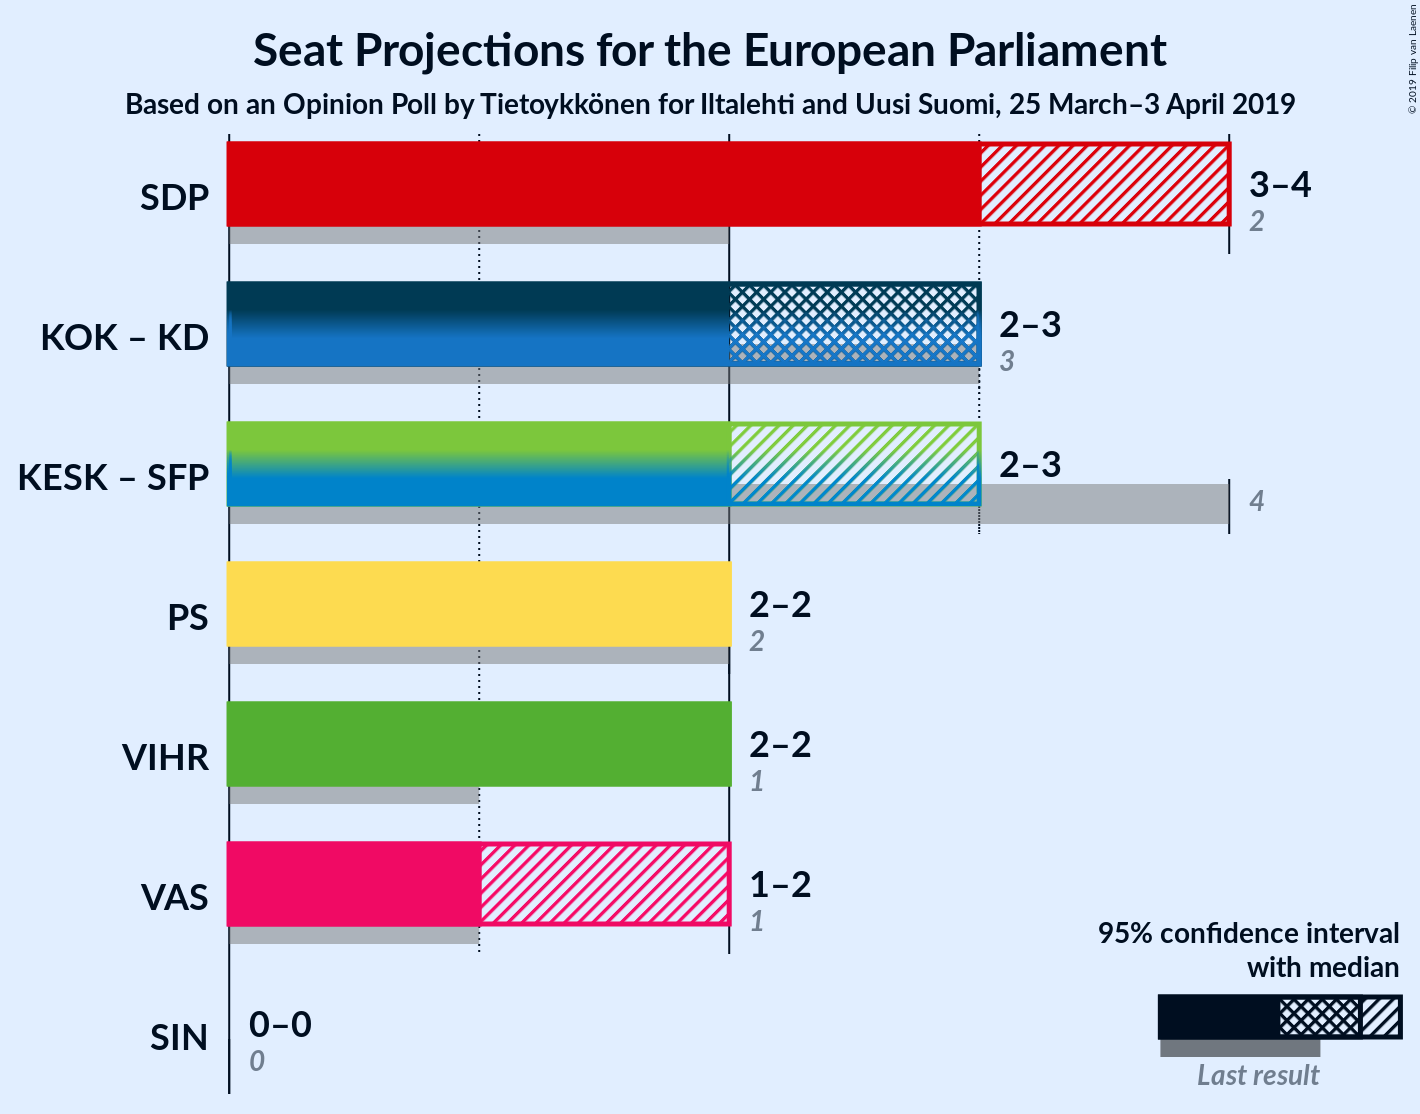 Seat Projections for the European Parliament
Based on an Opinion Poll by Tietoykkönen for Iltalehti and Uusi Suomi, 25 March–3 April 2019
© 2019 Filip van Laenen
SDP
3–4
2
KOK – KD
2–3
3
KESK – SFP
2–3
4
PS
2–2
2
VIHR
2–2
1
VAS
1–2
1
SIN
0–0
0
95% confidence interval
with median
Last result